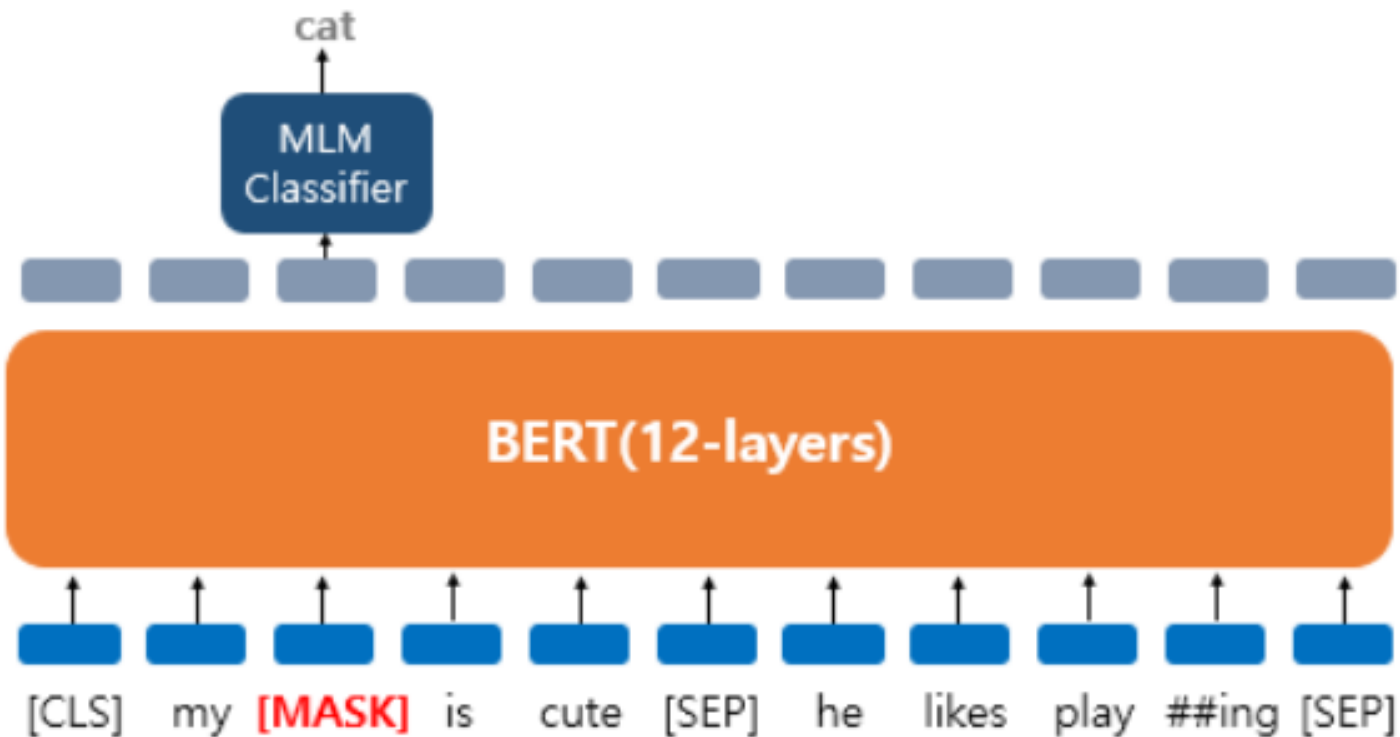 cat
MLM
Classifier
BERT(12-layers)
[CLS] my [MASK] is cute [SEP] he likes play ##ing [SEP]